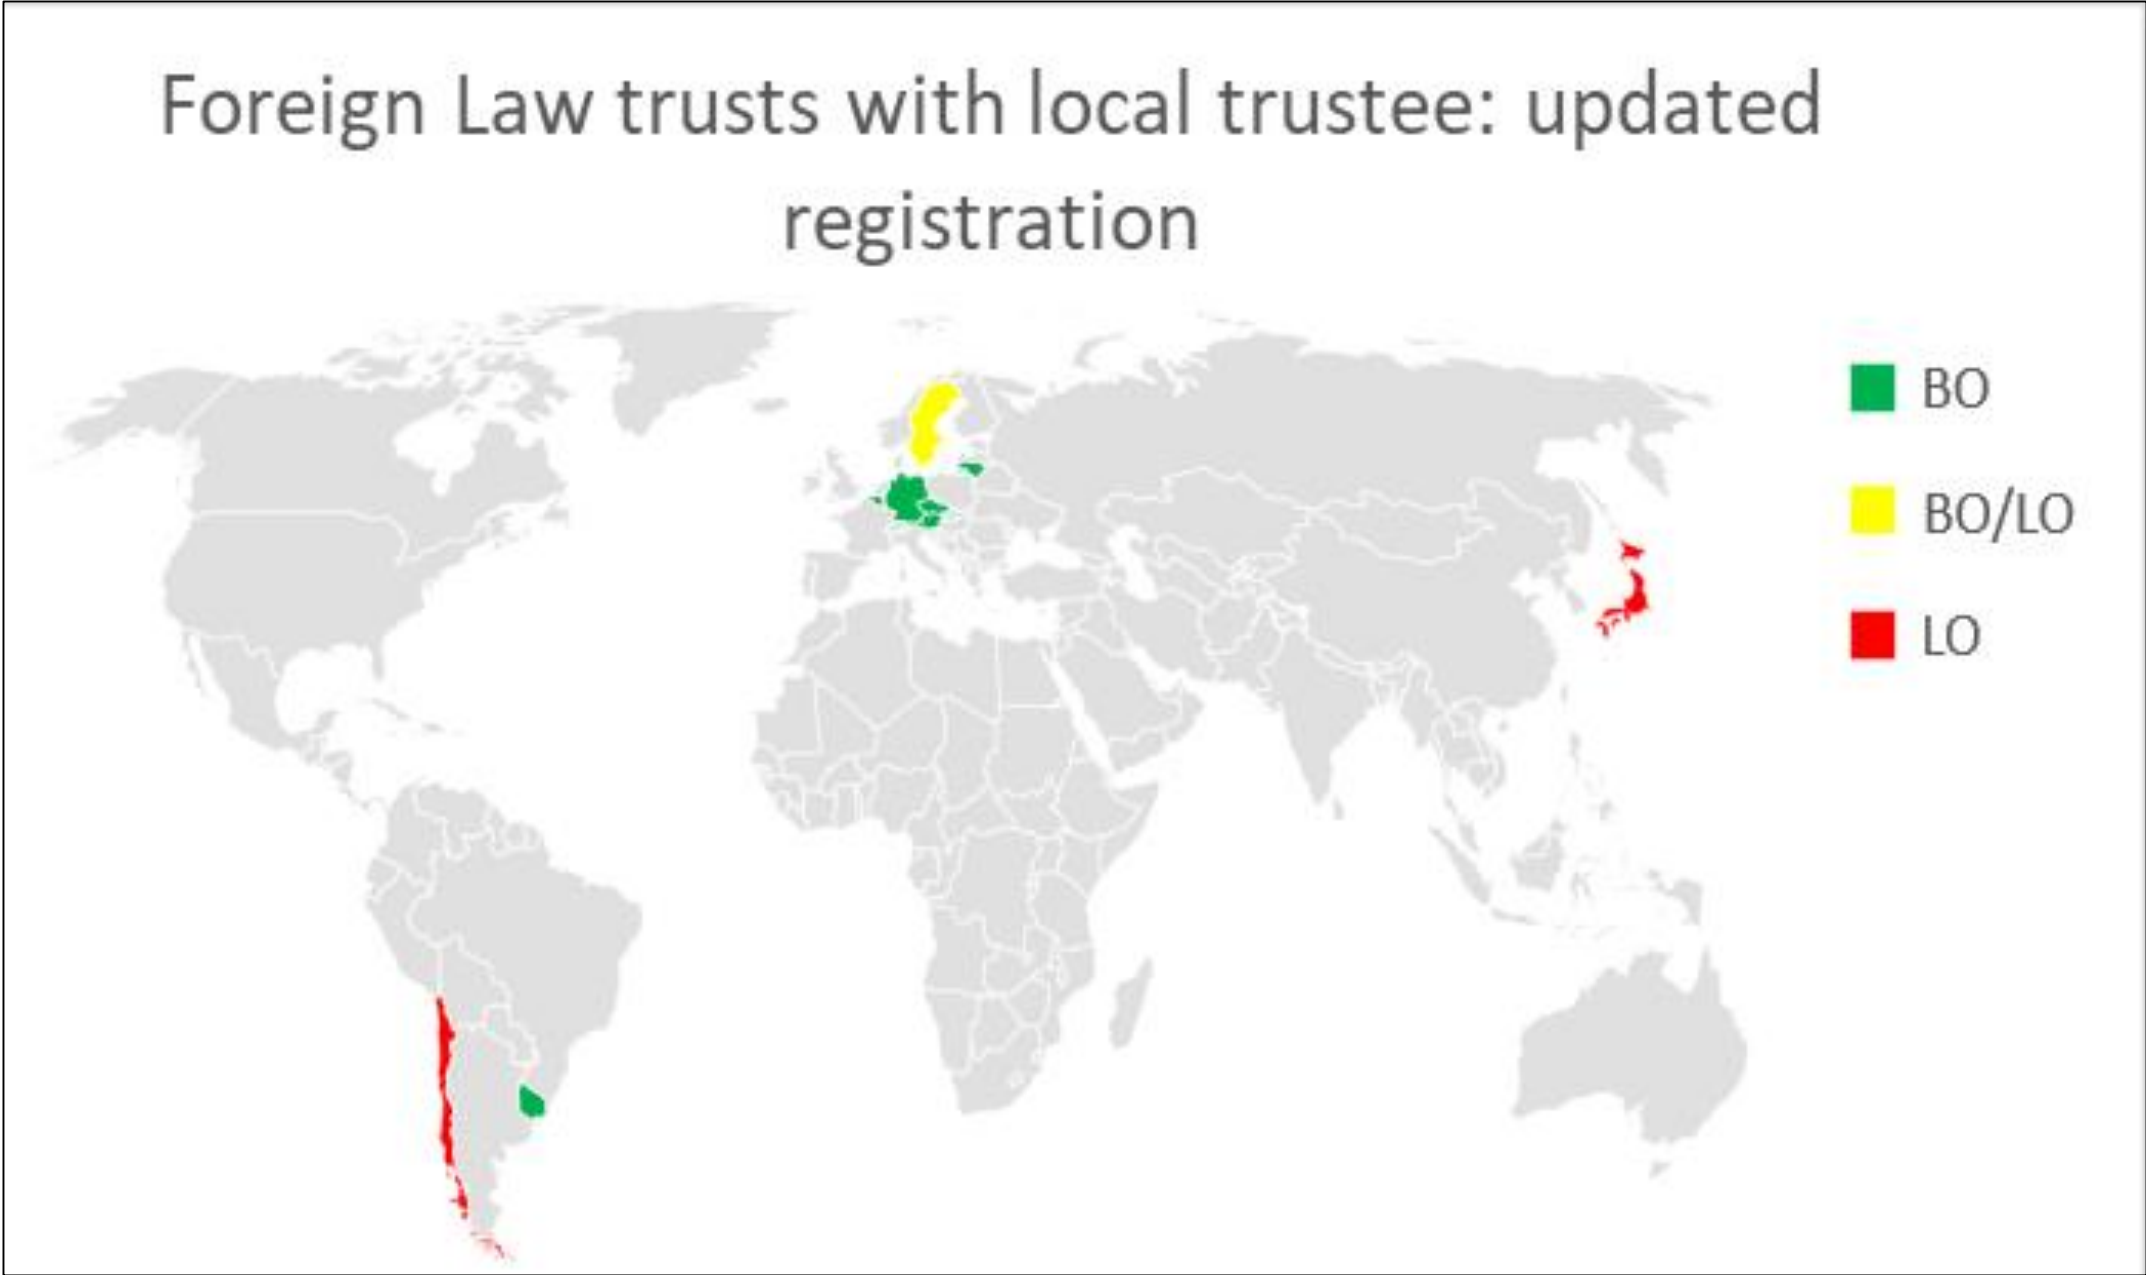 Foreign Law trusts with local trustee: updated
registration
BO
BO/LO
LO